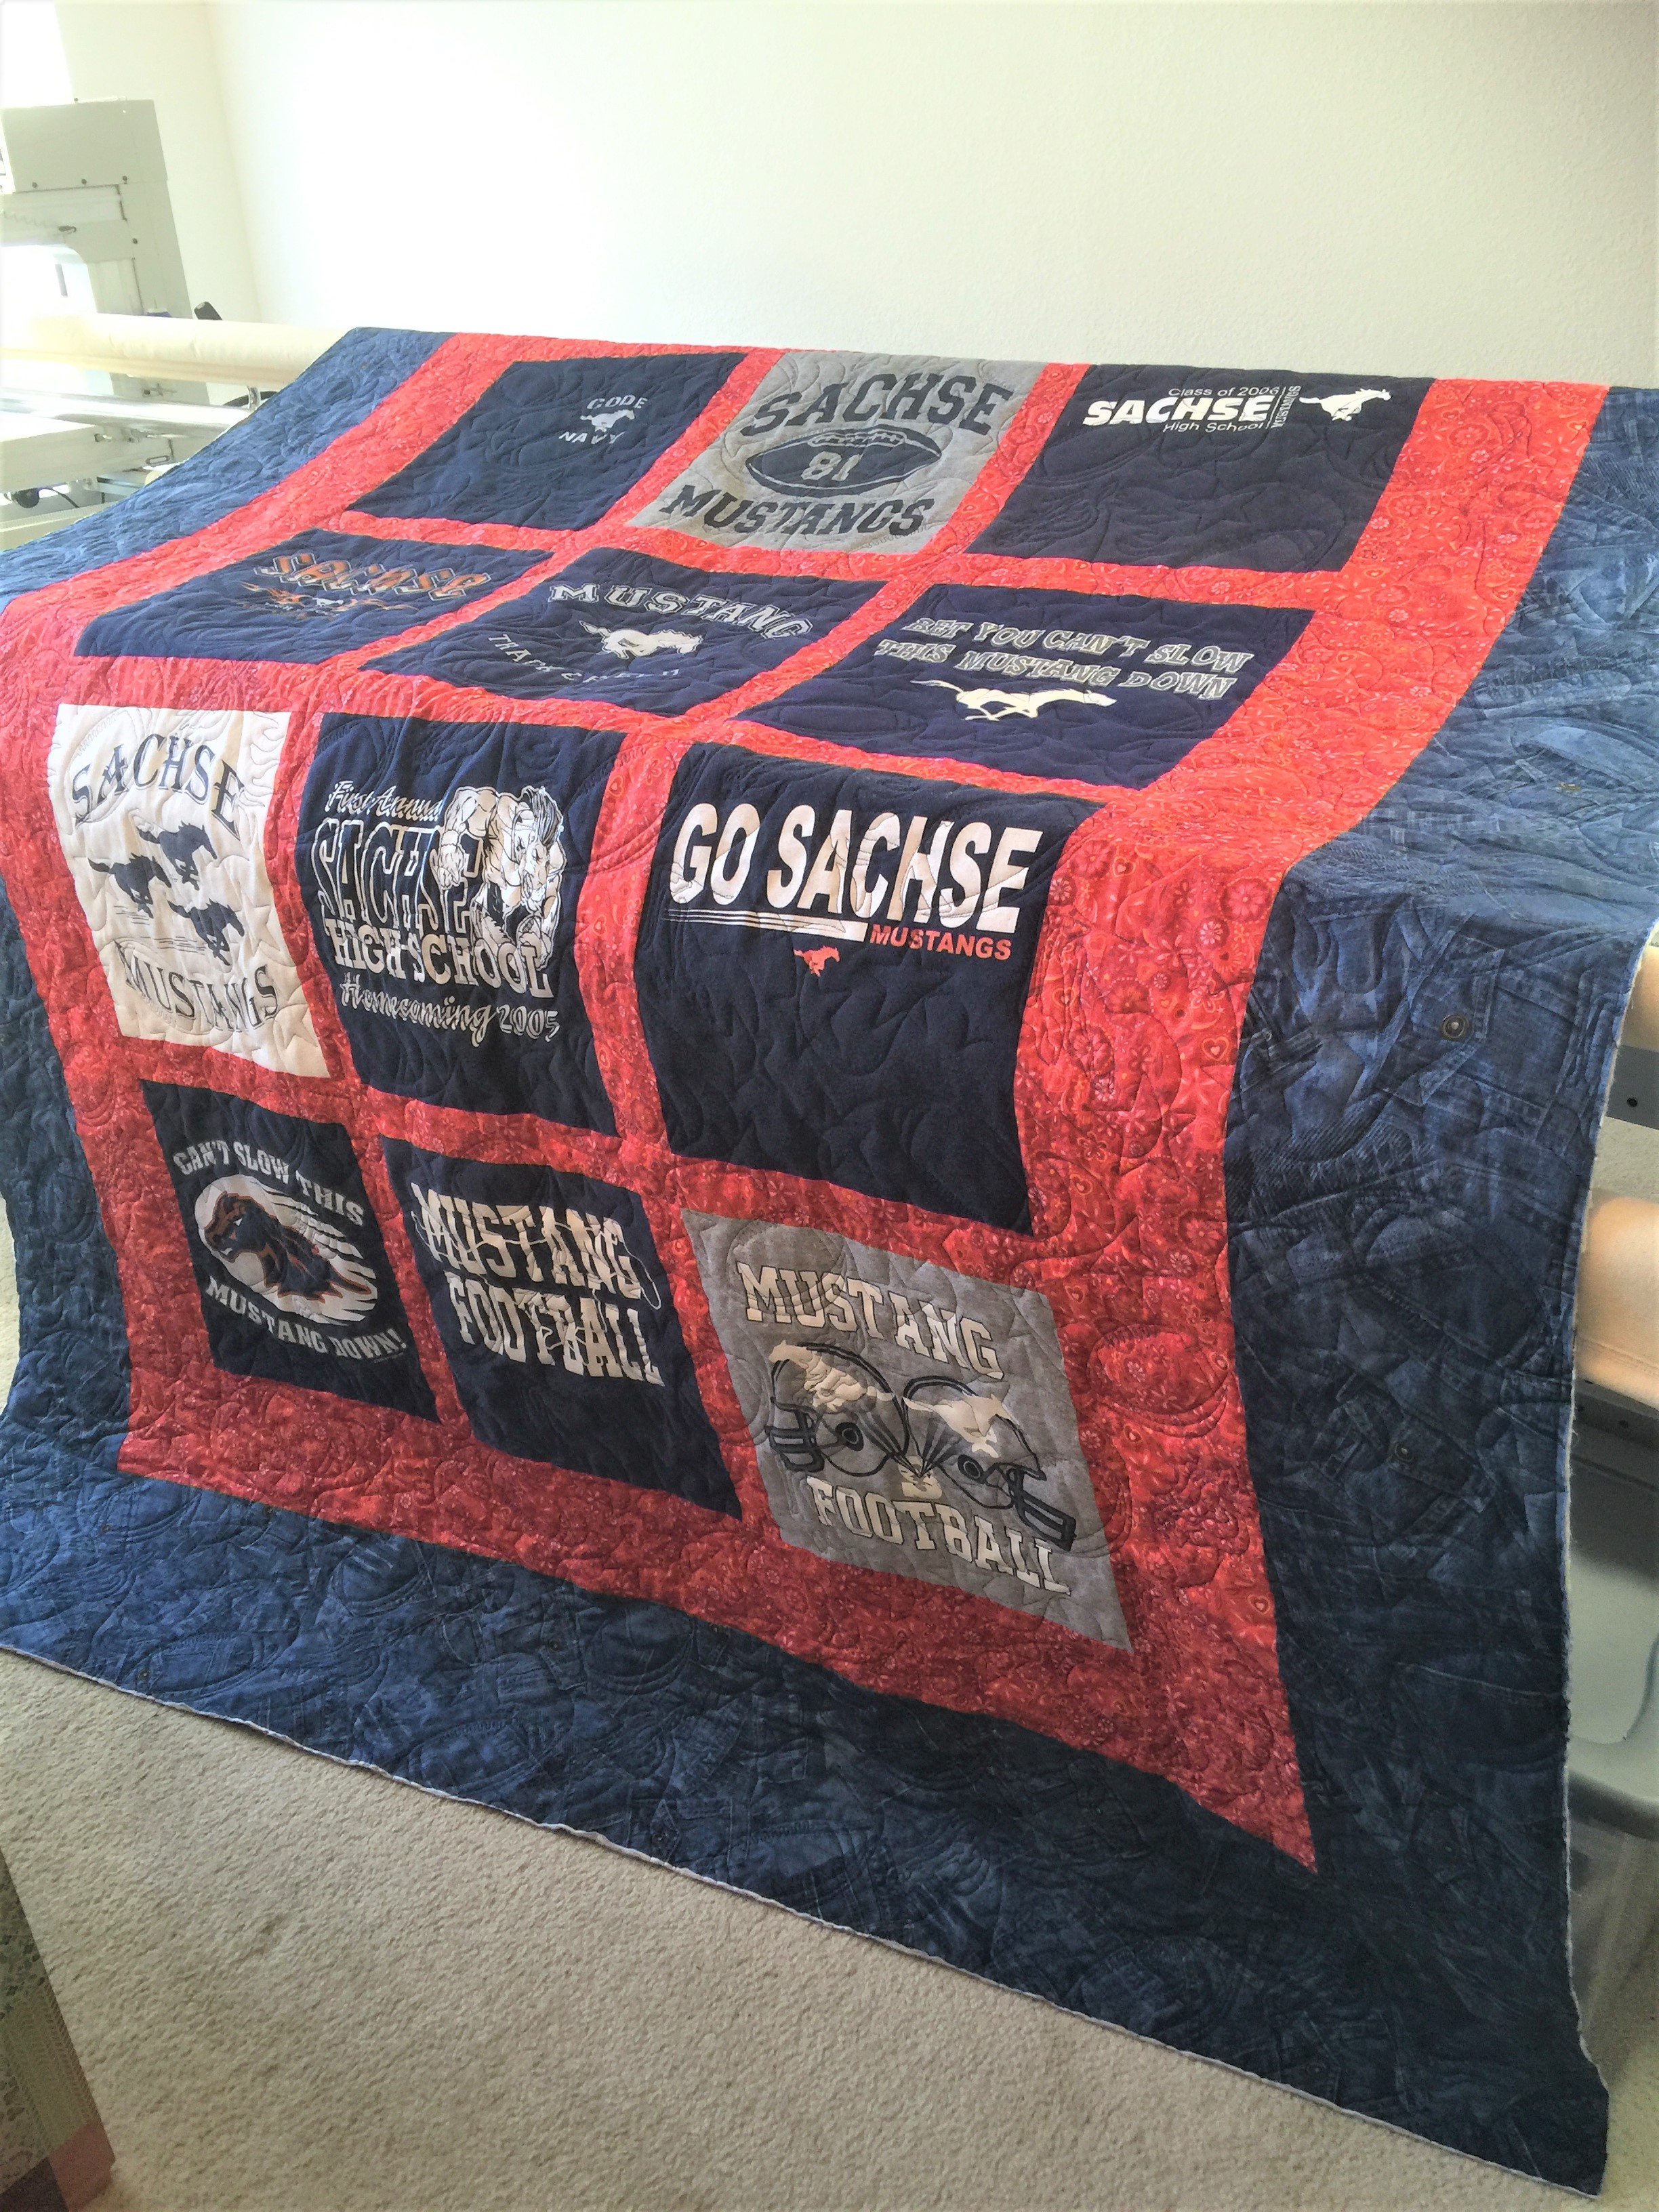 CODE
NAVY
SACHSE
81
MUSTANGS
Class of 2006
SACHSE
High School
SACHSE
MUSTANG
TRACK & FIELD
BET YOU CAN'T SLOW
THIS MUSTANG DOWN
SACHSE
MUSTANGS
First Annual
SACHSE
HIGH SCHOOL
Homecoming 2005
GO SACHSE
MUSTANGS
CAN'T SLOW THIS
MUSTANG DOWN!
MUSTANG
FOOTBALL
MUSTANG
FOOTBALL